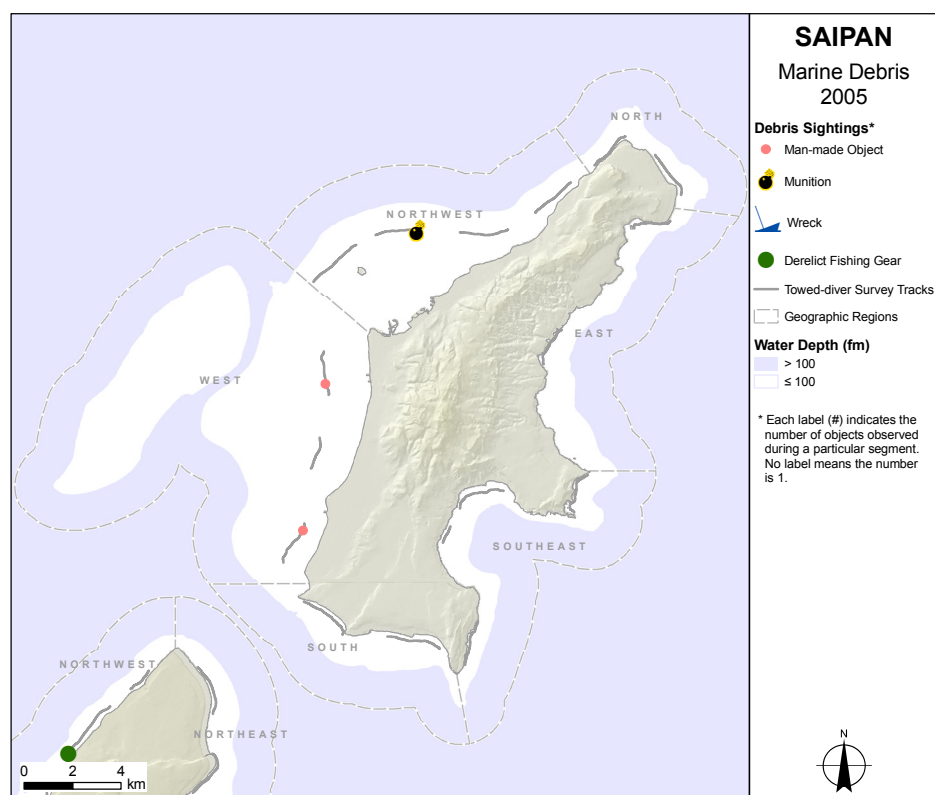 SAIPAN
Marine Debris
2005
Debris Sightings*
Man-made Object
Munition
Wreck
Derelict Fishing Gear
Towed-diver Survey Tracks
Geographic Regions
Water Depth (fm)
> 100
≤ 100
* Each label (#) indicates the
number of objects observed
during a particular segment.
No label means the number
is 1.
NORTH
NORTHWEST
EAST
WEST
SOUTHEAST
SOUTH
NORTHWEST
NORTHEAST
0 2 4
km
N